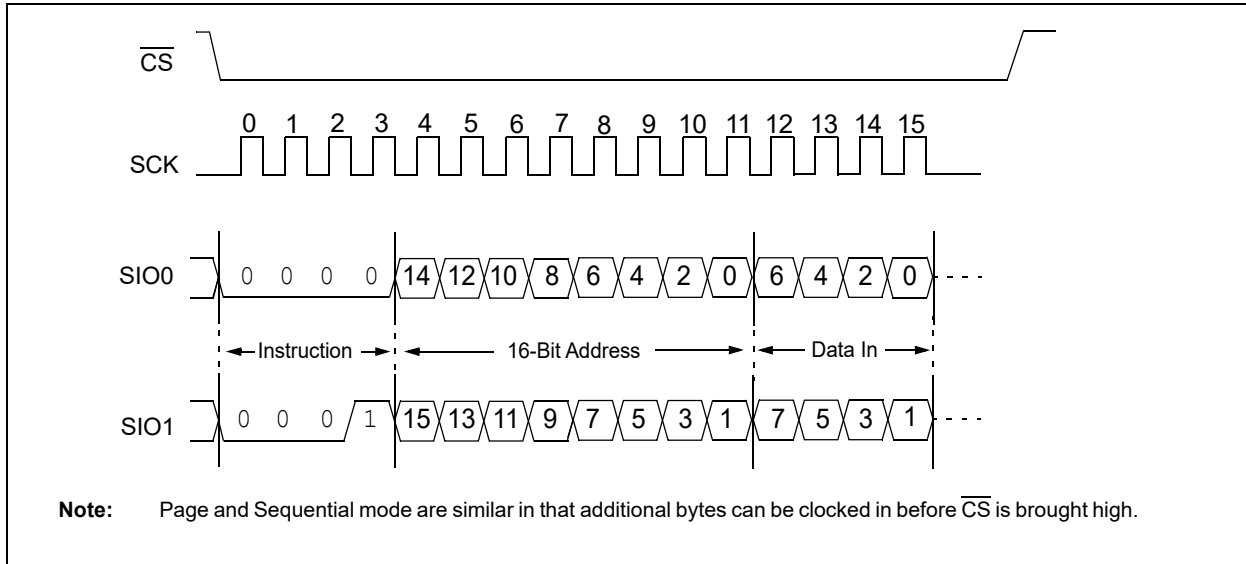 CS
0 1 2 3 4 5 6 7 8 9 10 11 12 13 14 15
SCK
SIO0 0 0 0 0 14 12 10 8 6 4 2 0 6 4 2 0
Instruction 16-Bit Address Data In
SIO1 0 0 0 1 15 13 11 9 7 5 3 1 7 5 3 1
Note: Page and Sequential mode are similar in that additional bytes can be clocked in before CS is brought high.